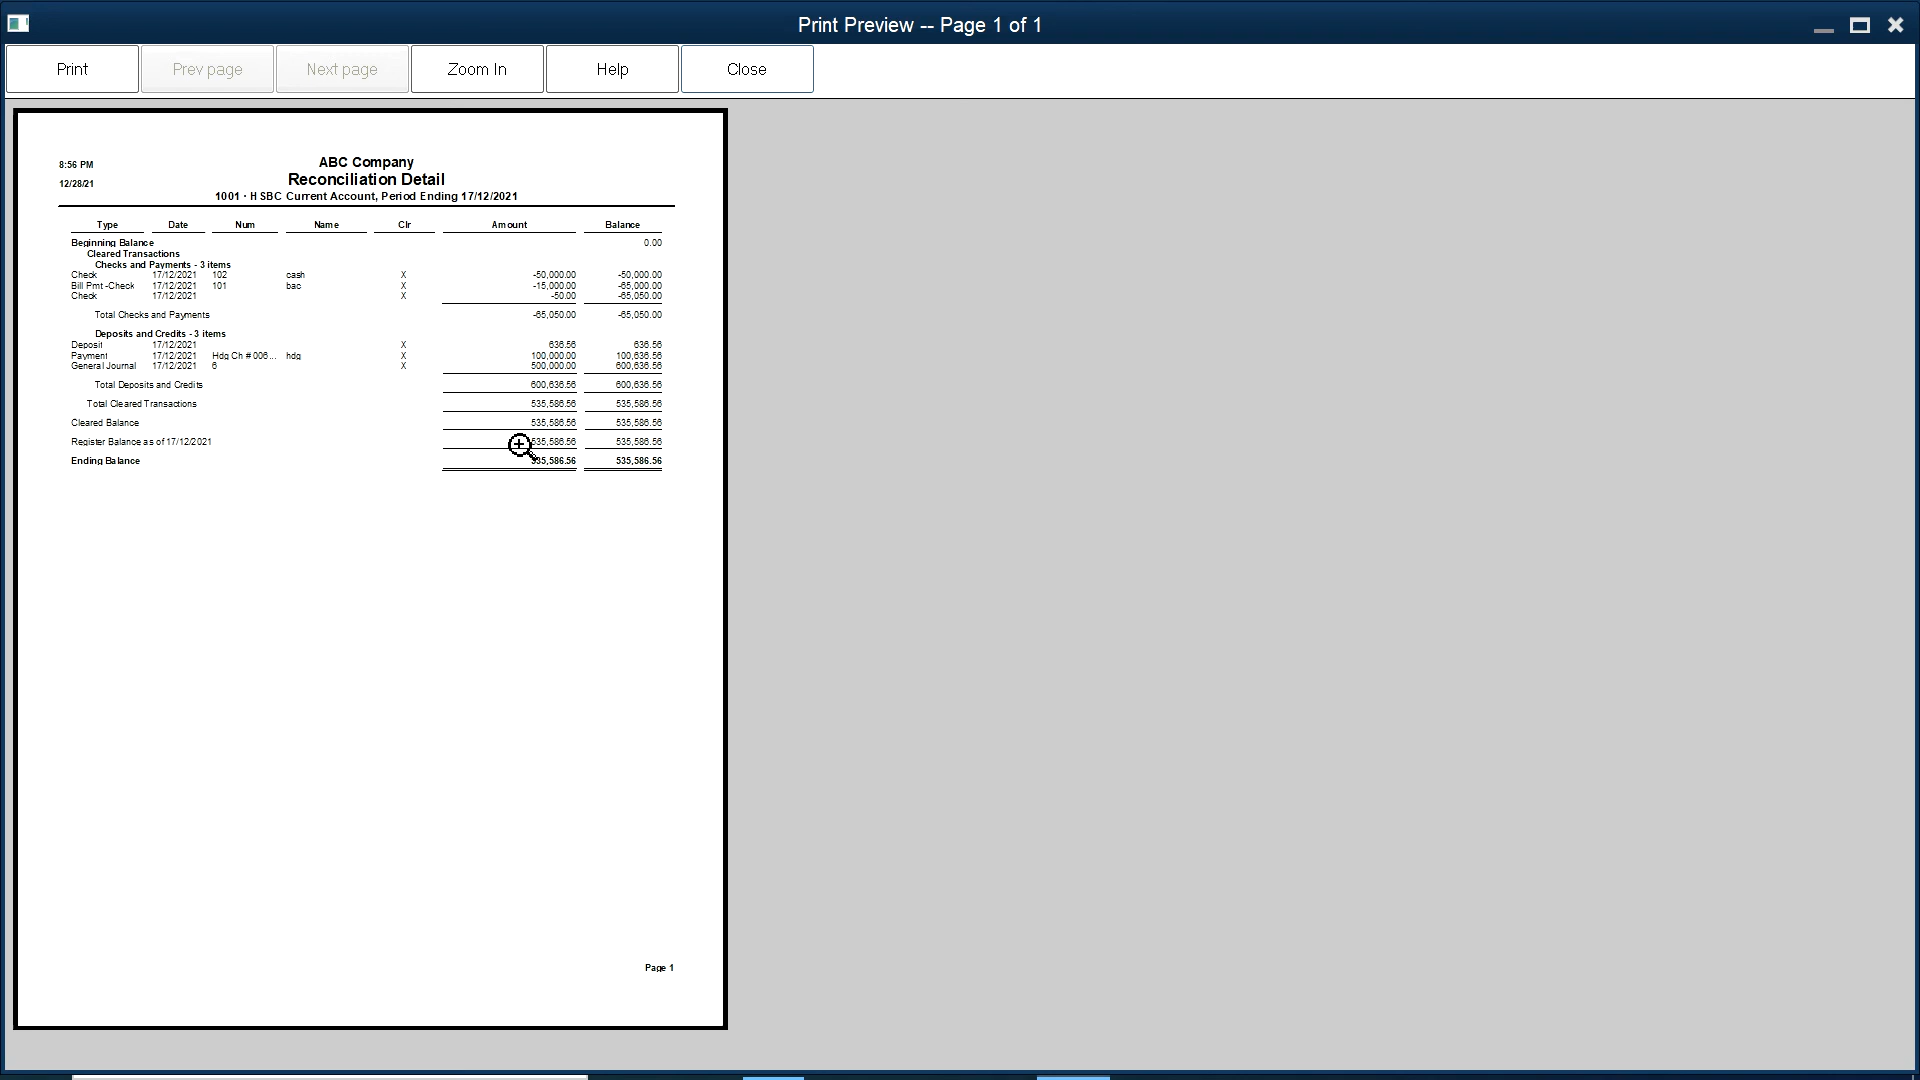 Print Preview -- Page 1 of 1
Print Prev page Next page Zoom In Help Close
8:56 PM ABC Company
12/28/21 Reconciliation Detail
1001 · HSBC Current Account, Period Ending 17/12/2021
Type Date Num Name Clr Amount Balance
Beginning Balance 0.00
Cleared Transactions
Checks and Payments - 3 items
Check 17/12/2021 102 cash X -50,000.00 -50,000.00
Bill Pmt -Check 17/12/2021 101 bac X -15,000.00 -65,000.00
Check 17/12/2021 X -50.00 -65,050.00
Total Checks and Payments -65,050.00 -65,050.00
Deposits and Credits - 3 items
Deposit 17/12/2021 X 636.56 636.56
Payment 17/12/2021 Hdg Ch # 006... hdg X 100,000.00 100,636.56
General Journal 17/12/2021 6 X 500,000.00 600,636.56
Total Deposits and Credits 600,636.56 600,636.56
Total Cleared Transactions 535,586.56 535,586.56
Cleared Balance 535,586.56 535,586.56
Register Balance as of 17/12/2021 535,586.56 535,586.56
Ending Balance 535,586.56 535,586.56
Page 1